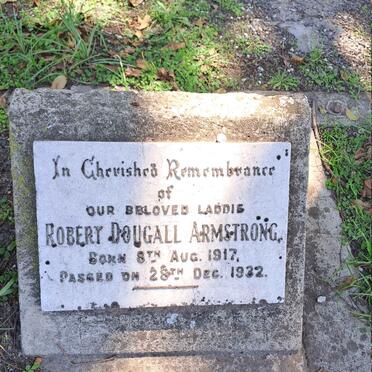 In Cherished Remembrance
of
OUR BELOVED LADDIE
ROBERT DOUGALL ARMSTRONG,
BORN 8TH AUG. 1917,
PASSED ON 28TH DEC. 1932.